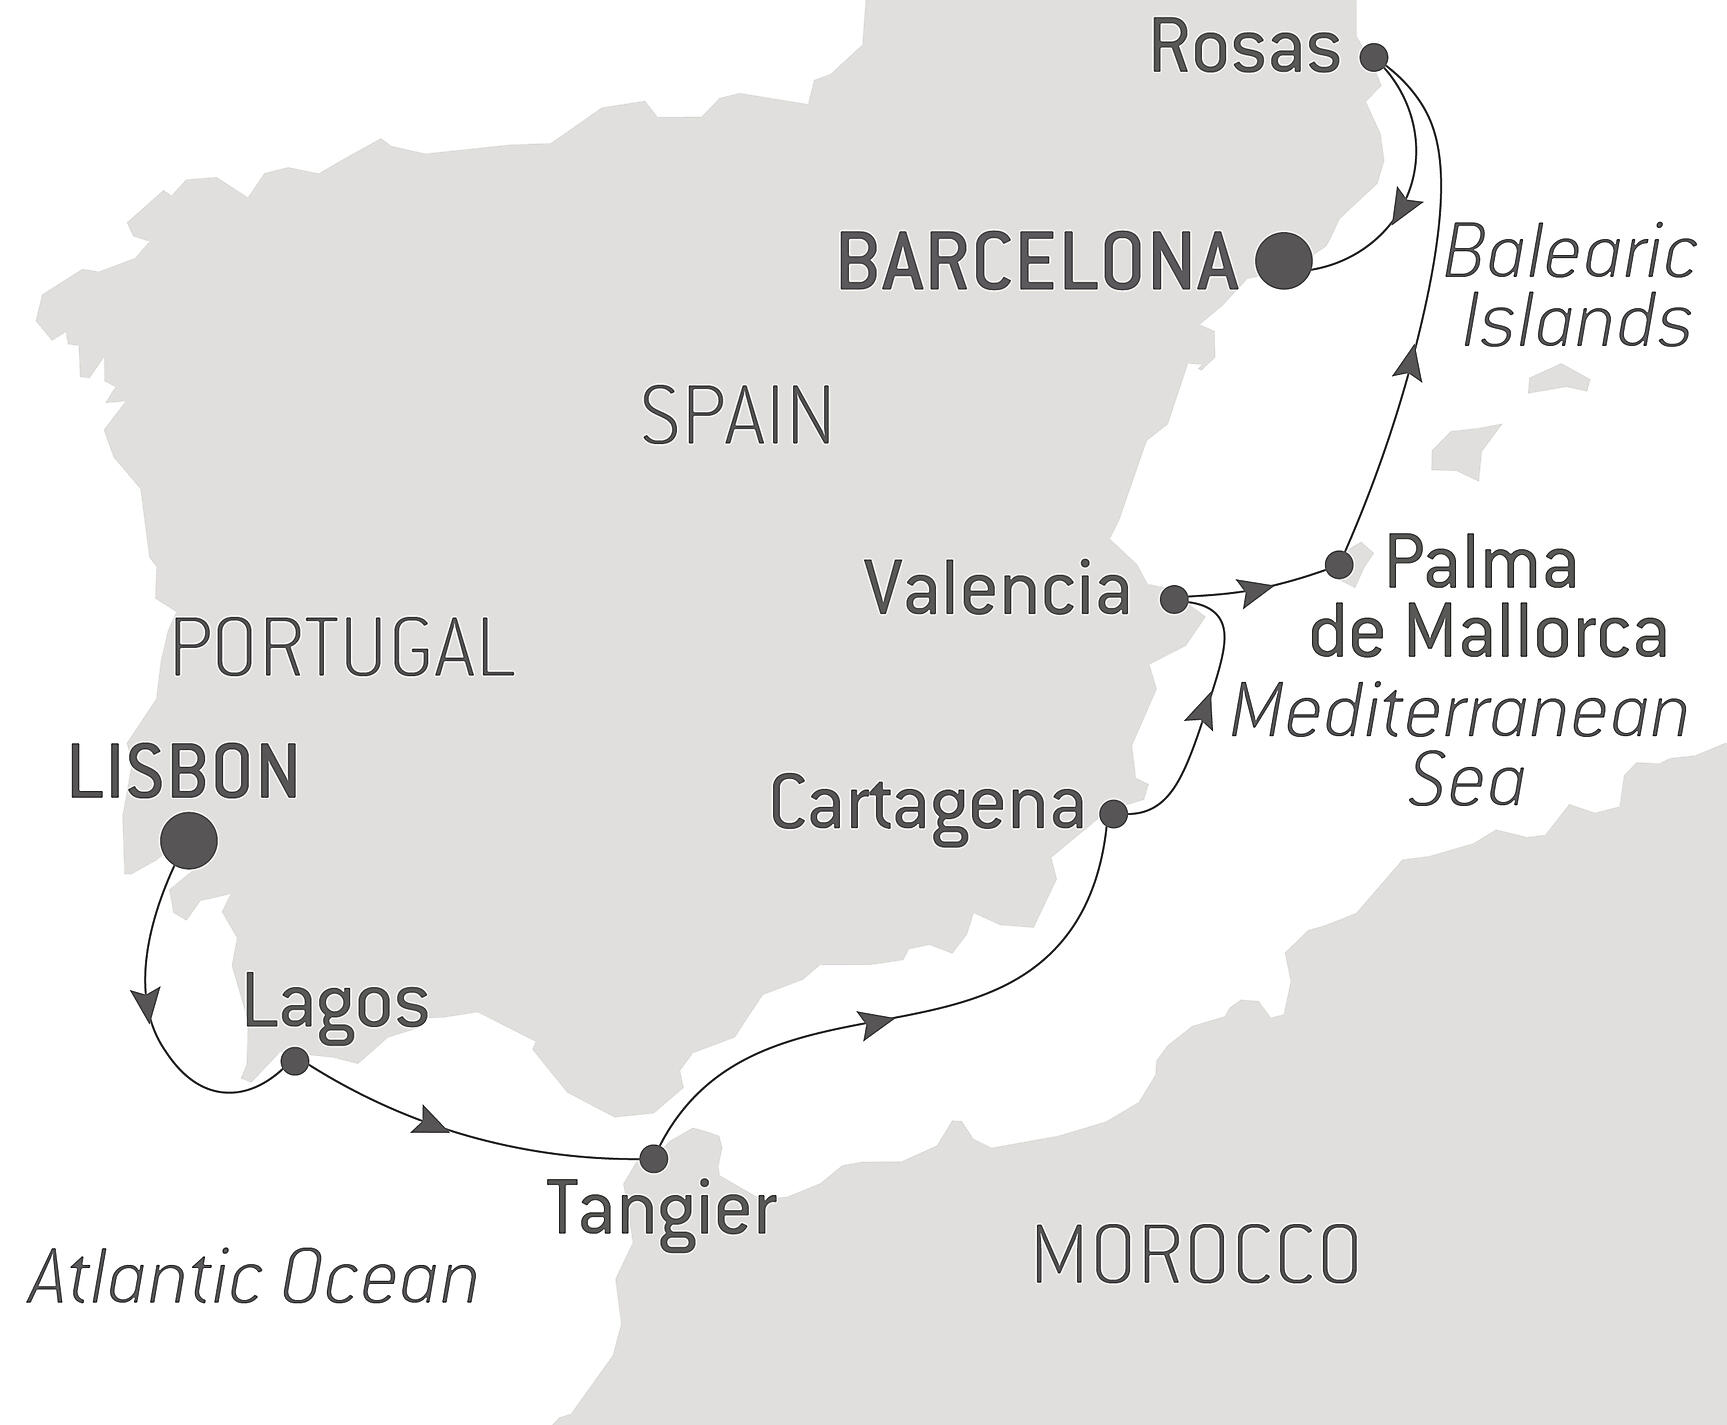 Rosas
BARCELONA
Balearic
Islands
SPAIN
Valencia
Palma
de Mallorca
PORTUGAL
Mediterranean
Sea
LISBON
Cartagena
Lagos
Tangier
Atlantic Ocean
MOROCCO